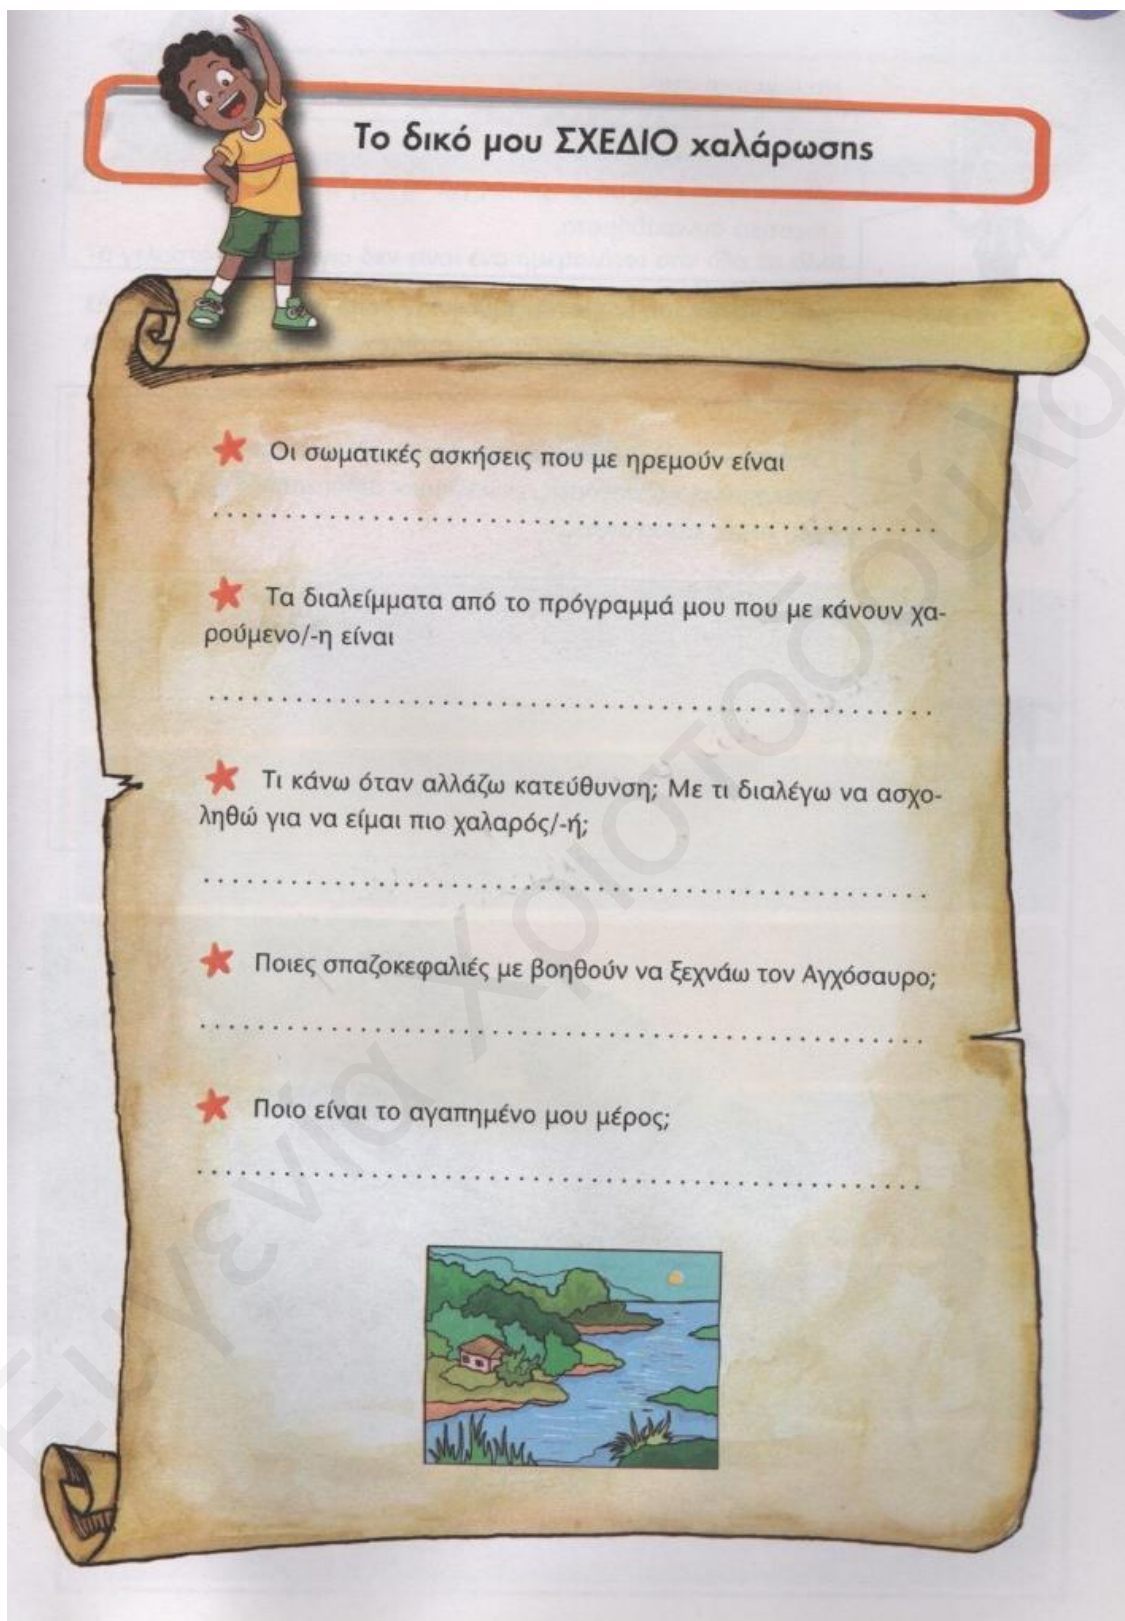 Το δικό μου ΣΧΕΔΙΟ χαλάρωσης
Οι σωματικές ασκήσεις που με ηρεμούν είναι
Τα διαλείμματα από το πρόγραμμά μου που με κάνουν χα-
ρούμενο/-η είναι
Τι κάνω όταν αλλάζω κατεύθυνση; Με τι διαλέγω να ασχο-
ληθώ για να είμαι πιο χαλαρός/-ή;
Ποιες σπαζοκεφαλιές με βοηθούν να ξεχνάω τον Αγχόσαυρο;
Ποιο είναι το αγαπημένο μου μέρος;
Ευγενία Χριστοδούλου